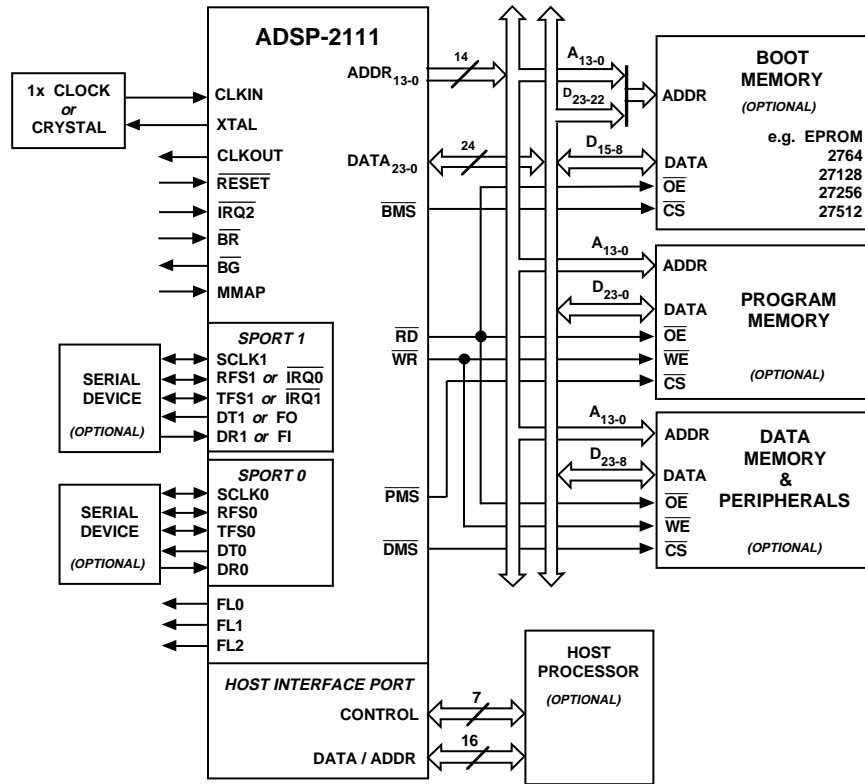 ADSP-2111
1x CLOCK
or
CRYSTAL
CLKIN
XTAL
CLKOUT
RESET
IRQ2
BR
BG
MMAP
ADDR13-0
14
DATA23-0
24
BMS
RD
WR
PMS
DMS
A13-0
D23-22
D15-8
BOOT
MEMORY
(OPTIONAL)
ADDR
e.g. EPROM
2764
27128
27256
27512
DATA
OE
CS
A13-0
D23-0
ADDR
DATA
OE
WE
CS
PROGRAM
MEMORY
(OPTIONAL)
A13-0
D23-8
ADDR
DATA
OE
WE
CS
DATA
MEMORY
&
PERIPHERALS
(OPTIONAL)
SERIAL
DEVICE
(OPTIONAL)
SPORT 1
SCLK1
RFS1 or IRQ0
TFS1 or IRQ1
DT1 or FO
DR1 or FI
SERIAL
DEVICE
(OPTIONAL)
SPORT 0
SCLK0
RFS0
TFS0
DT0
DR0
FL0
FL1
FL2
HOST INTERFACE PORT
CONTROL
7
DATA / ADDR
16
HOST
PROCESSOR
(OPTIONAL)